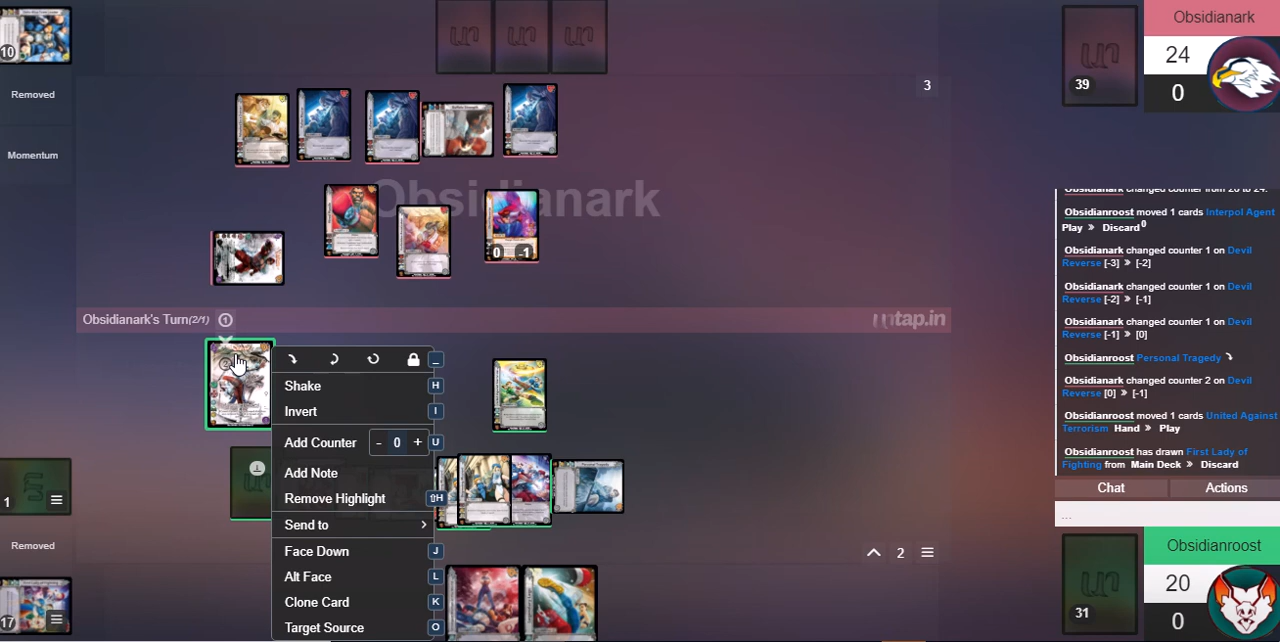 10
Removed
Momentum
3
Obsidianark
0 -1
Obsidianark's Turn(2/1) 1
untap.in
39
Obsidianark
24
0
Obsidianark changed counter from 26 to 24.
Obsidianroost moved 1 cards Interpol Agent
Play » Discard 0
Obsidianark changed counter 1 on Devil
Reverse [-3] » [-2]
Obsidianark changed counter 1 on Devil
Reverse [-2] » [-1]
Obsidianark changed counter 1 on Devil
Reverse [-1] » [0]
Obsidianroost Personal Tragedy
Obsidianark changed counter 2 on Devil
Reverse [0] » [-1]
Obsidianroost moved 1 cards United Against
Terrorism Hand » Play
Obsidianroost has drawn First Lady of
Fighting from Main Deck » Discard
Chat Actions
...
Shake H
Invert I
Add Counter - 0 + U
Add Note
Remove Highlight ⇧H
Send to >
Face Down J
Alt Face L
Clone Card K
Target Source O
1
Removed
17
2
31
Obsidianroost
20
0